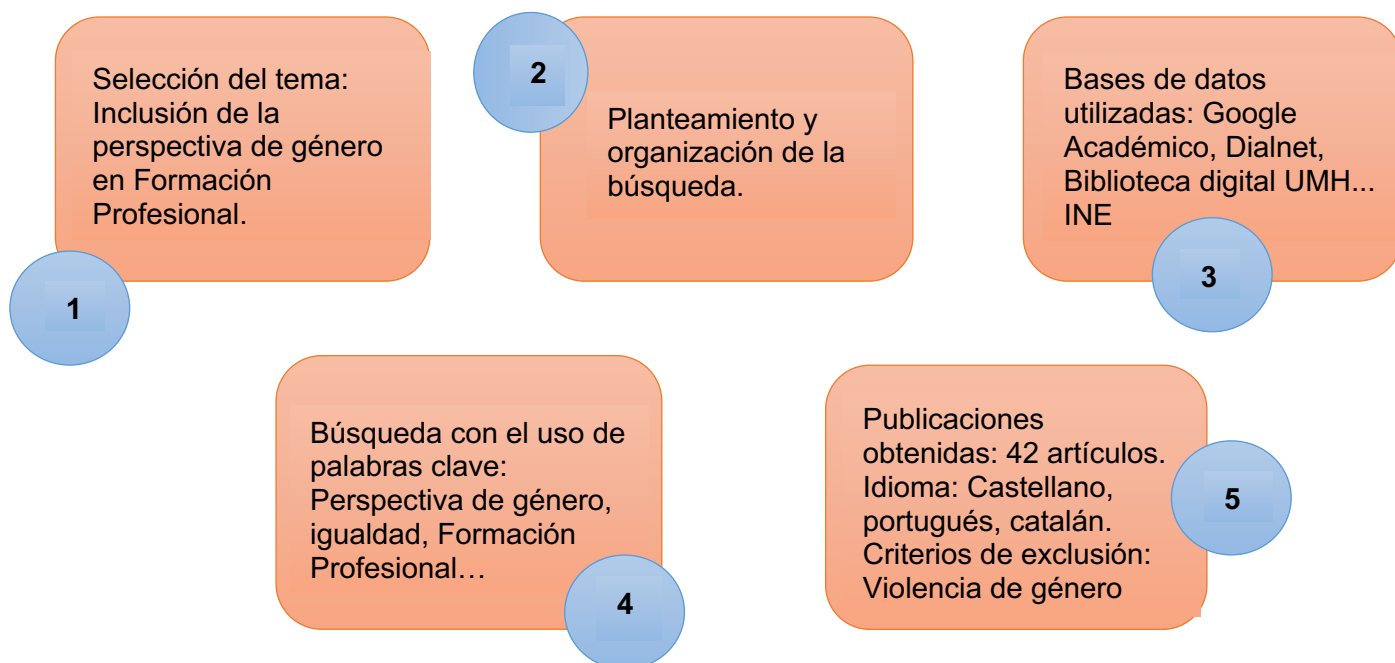 1
Selección del tema:
Inclusión de la
perspectiva de género
en Formación
Profesional.
2
Planteamiento y
organización de la
búsqueda.
3
Bases de datos
utilizadas: Google
Académico, Dialnet,
Biblioteca digital UMH...
INE
4
Búsqueda con el uso de
palabras clave:
Perspectiva de género,
igualdad, Formación
Profesional…
5
Publicaciones
obtenidas: 42 artículos.
Idioma: Castellano,
portugués, catalán.
Criterios de exclusión:
Violencia de género